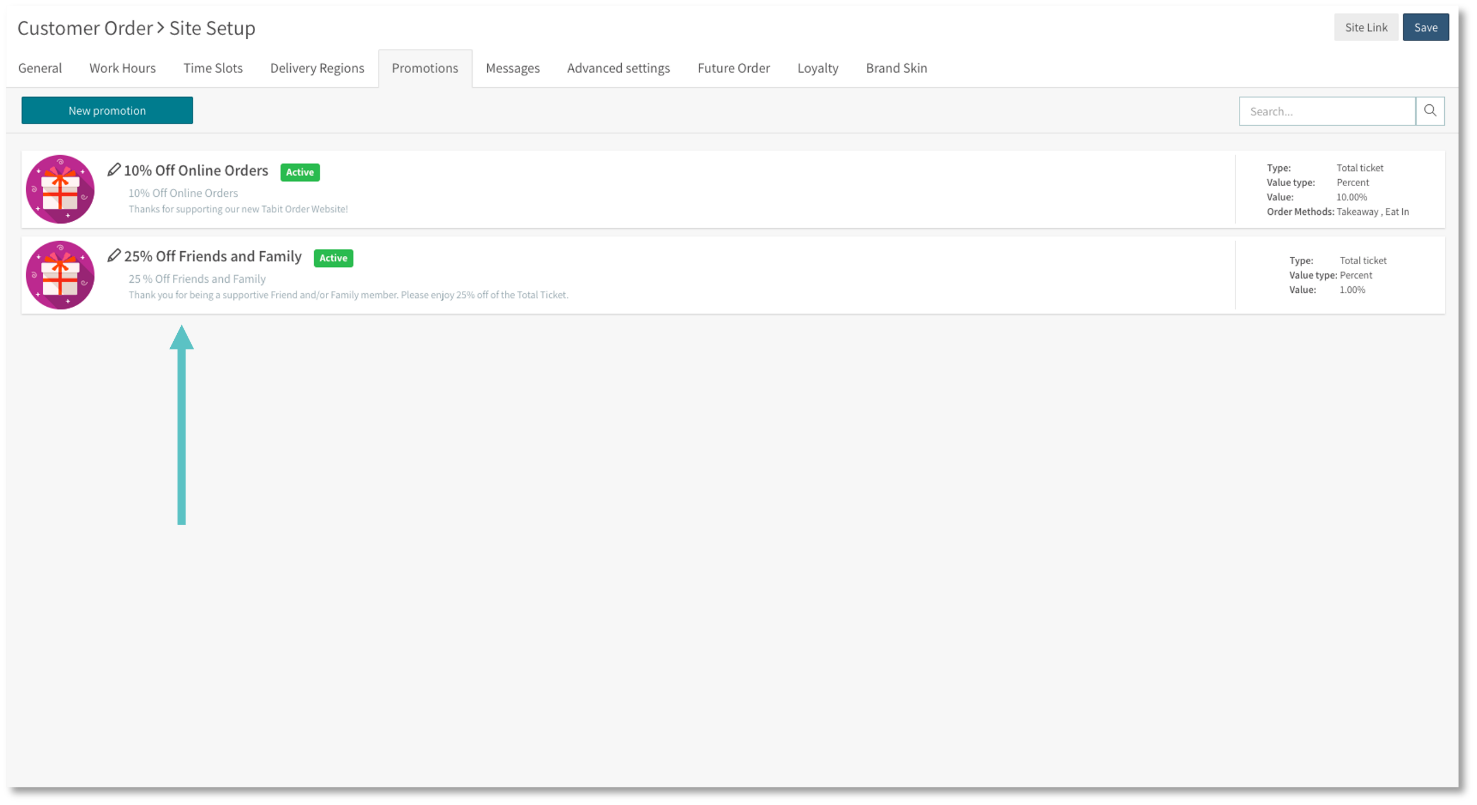 Customer Order > Site Setup
Site Link
Save
General
Work Hours
Time Slots
Delivery Regions
Promotions
Messages
Advanced settings
Future Order
Loyalty
Brand Skin
New promotion
Search...
10% Off Online Orders
Active
10% Off Online Orders
Thanks for supporting our new Tabit Order Website!
Type: Total ticket
Value type: Percent
Value: 10.00%
Order Methods: Takeaway , Eat In
25% Off Friends and Family
Active
25 % Off Friends and Family
Thank you for being a supportive Friend and/or Family member. Please enjoy 25% off of the Total Ticket.
Type: Total ticket
Value type: Percent
Value: 1.00%